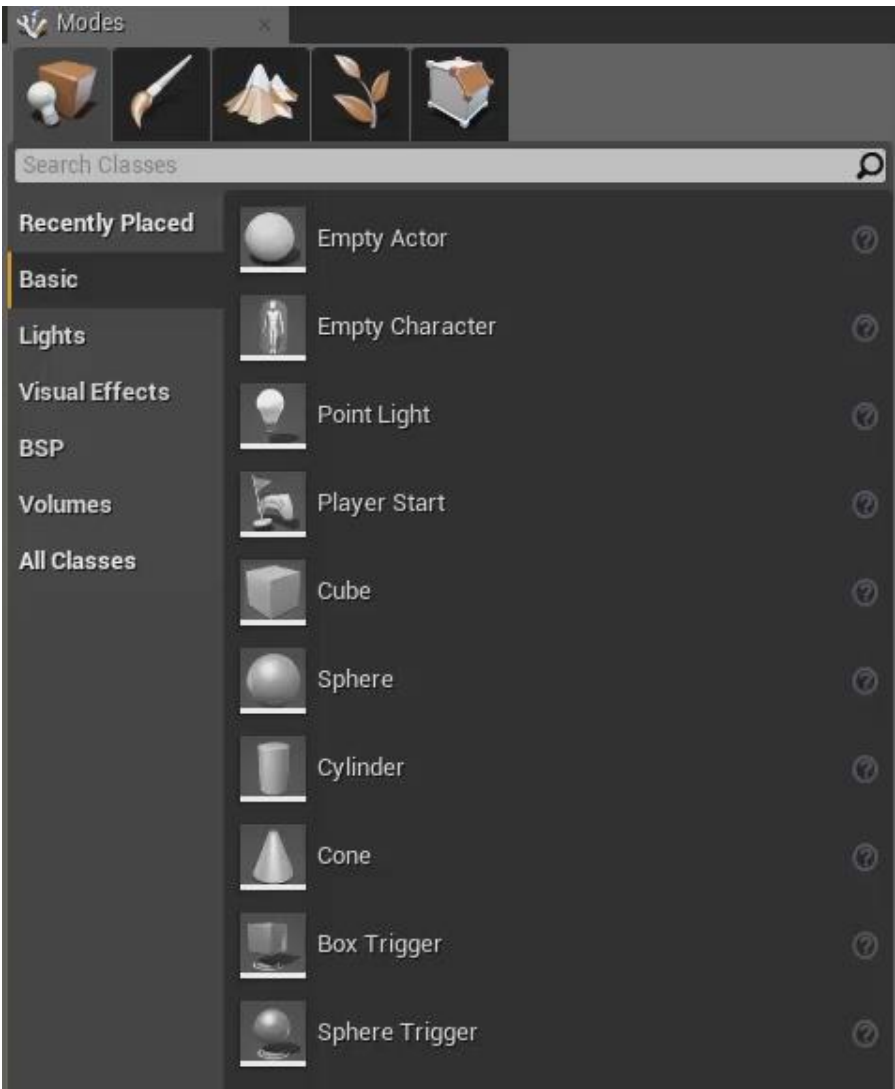 Modes
Search Classes
Recently Placed
Basic
Lights
Visual Effects
BSP
Volumes
All Classes
Empty Actor
Empty Character
Point Light
Player Start
Cube
Sphere
Cylinder
Cone
Box Trigger
Sphere Trigger